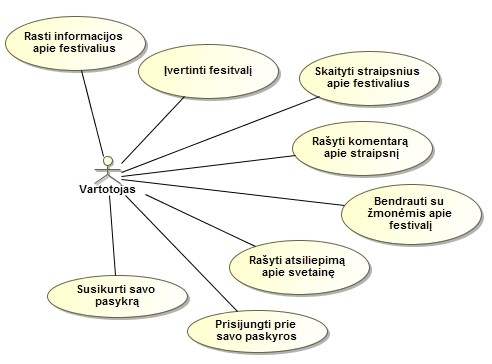 Rasti informacijos
apie festivalius
Įvertinti fesitvalį
Skaityti straipsnius
apie festivalius
Rašyti komentarą
apie straipsnį
Vartotojas
Bendrauti su
žmonėmis apie
festivalį
Rašyti atsiliepimą
apie svetainę
Susikurti savo
pasykrą
Prisijungti prie
savo paskyros